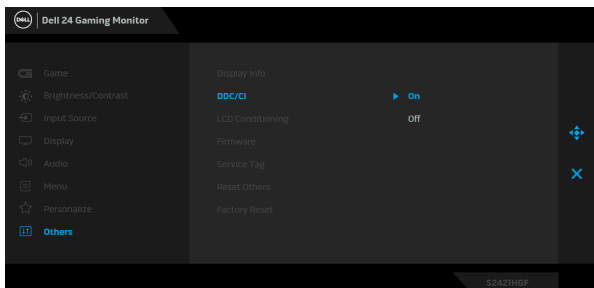 DELL Dell 24 Gaming Monitor
Game
Display Info
Brightness/Contrast
DDC/CI On
Input Source
LCD Conditioning Off
Display
Firmware
Audio
Service Tag
Menu
Reset Others
Personalize
Factory Reset
Others
S2421HGF